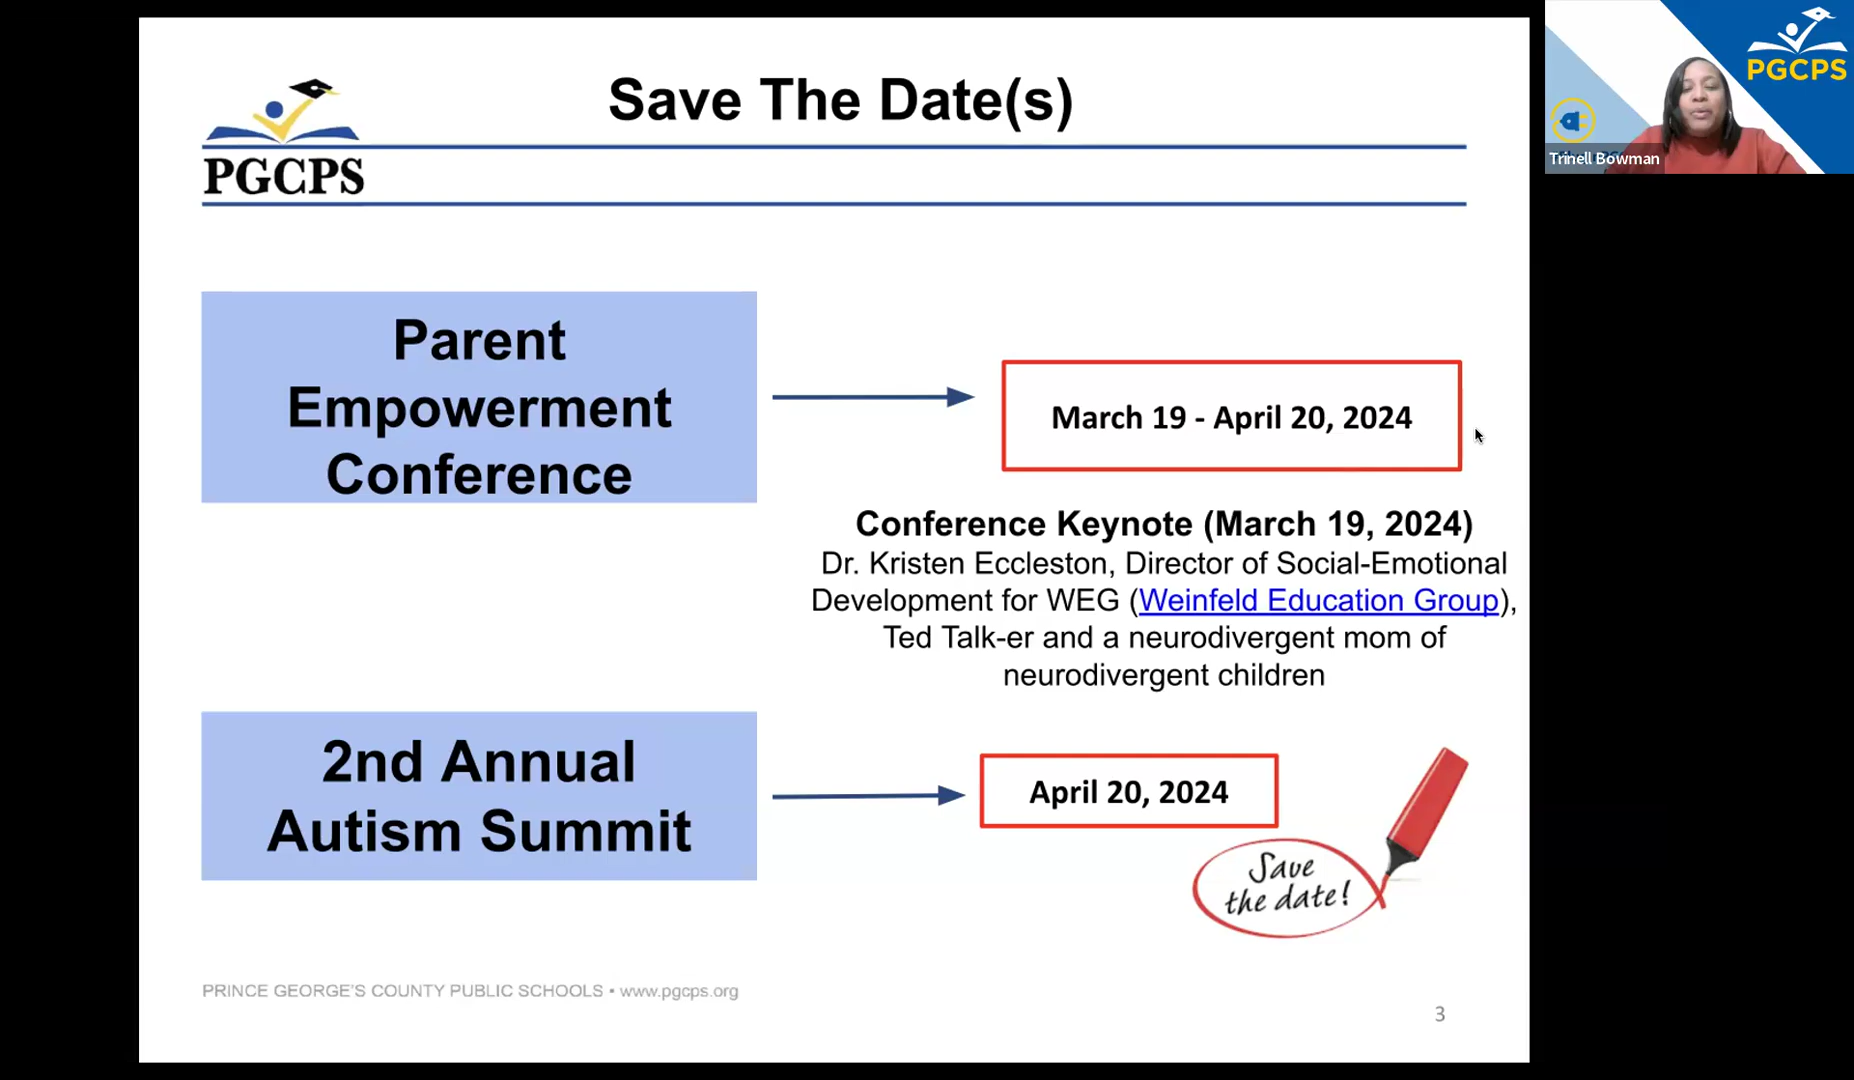 Save The Date(s)
PGCPS
Parent
Empowerment
Conference
March 19 - April 20, 2024
Conference Keynote (March 19, 2024)
Dr. Kristen Eccleston, Director of Social-Emotional
Development for WEG (Weinfeld Education Group),
Ted Talk-er and a neurodivergent mom of
neurodivergent children
2nd Annual
Autism Summit
April 20, 2024
Save
the date!
PRINCE GEORGE'S COUNTY PUBLIC SCHOOLS • www.pgcps.org
3
PGCPS
Trinell Bowman